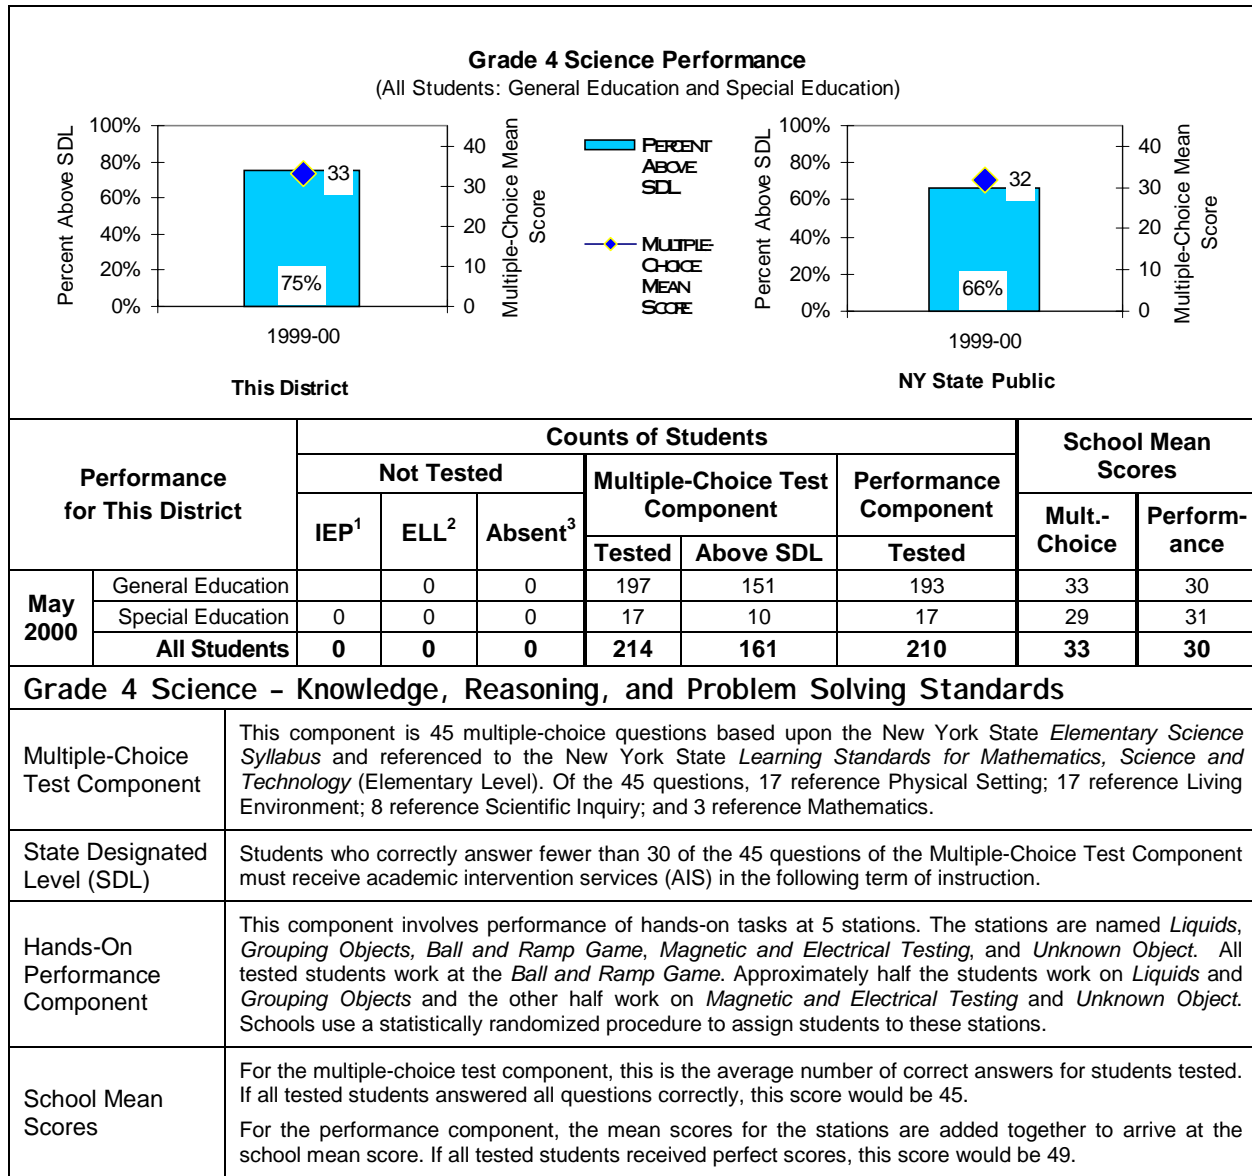 Grade 4 Science Performance
(All Students: General Education and Special Education)
Percent Above SDL
100%
80%
60%
40%
20%
0%
33
75%
1999-00
40
30
20
10
0
Multiple-Choice Mean Score
This District
PERCENT ABOVE SDL
MULTIPLE-CHOICE MEAN SCORE
Percent Above SDL
100%
80%
60%
40%
20%
0%
32
66%
1999-00
40
30
20
10
0
Multiple-Choice Mean Score
NY State Public
Performance for This District
Counts of Students
School Mean Scores
Not Tested
Multiple-Choice Test Component
Performance Component
IEP1 ELL2 Absent3 Tested Above SDL Tested Mult.-Choice Perform-ance
May 2000
General Education 0 0 197 151 193 33 30
Special Education 0 0 0 17 10 17 29 31
All Students 0 0 0 214 161 210 33 30
Grade 4 Science – Knowledge, Reasoning, and Problem Solving Standards
Multiple-Choice
Test Component
This component is 45 multiple-choice questions based upon the New York State Elementary Science
Syllabus and referenced to the New York State Learning Standards for Mathematics, Science and
Technology (Elementary Level). Of the 45 questions, 17 reference Physical Setting; 17 reference Living
Environment; 8 reference Scientific Inquiry; and 3 reference Mathematics.
State Designated
Level (SDL)
Students who correctly answer fewer than 30 of the 45 questions of the Multiple-Choice Test Component
must receive academic intervention services (AIS) in the following term of instruction.
Hands-On
Performance
Component
This component involves performance of hands-on tasks at 5 stations. The stations are named Liquids,
Grouping Objects, Ball and Ramp Game, Magnetic and Electrical Testing, and Unknown Object. All
tested students work at the Ball and Ramp Game. Approximately half the students work on Liquids and
Grouping Objects and the other half work on Magnetic and Electrical Testing and Unknown Object.
Schools use a statistically randomized procedure to assign students to these stations.
School Mean
Scores
For the multiple-choice test component, this is the average number of correct answers for students tested.
If all tested students answered all questions correctly, this score would be 45.
For the performance component, the mean scores for the stations are added together to arrive at the
school mean score. If all tested students received perfect scores, this score would be 49.